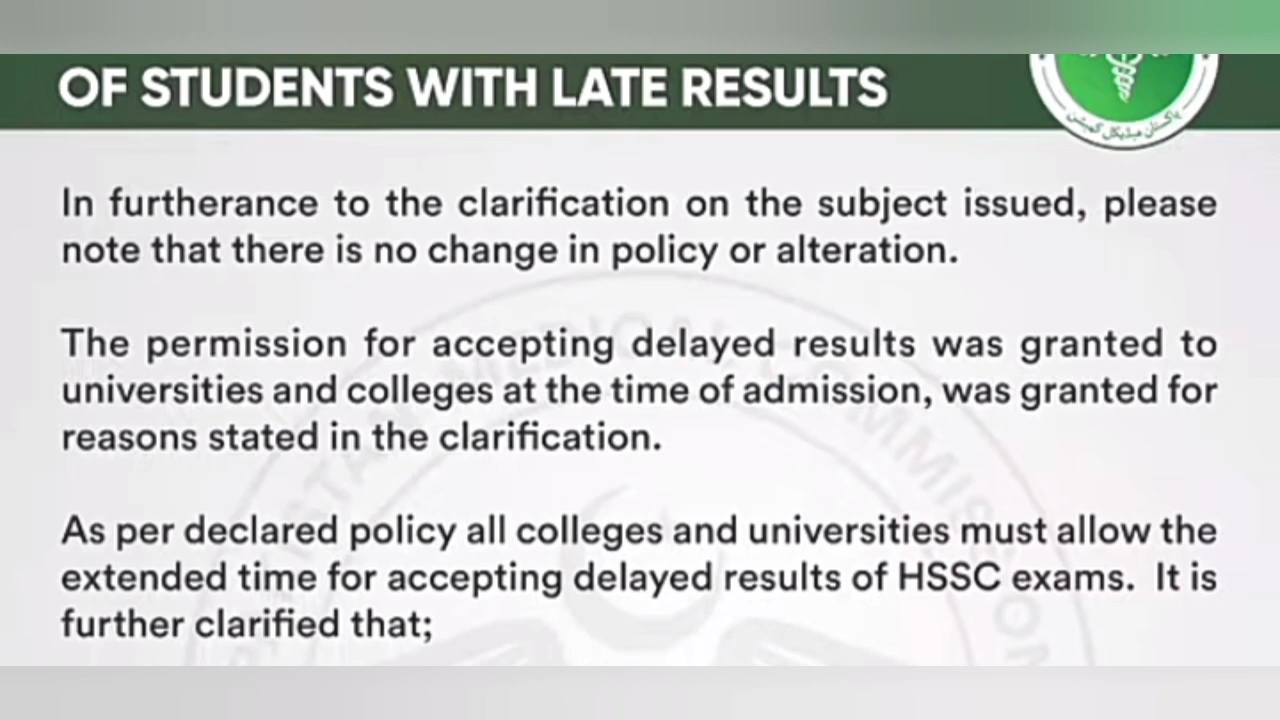 OF STUDENTS WITH LATE RESULTS
پاکستان میڈیکل کمیشن
In furtherance to the clarification on the subject issued, please
note that there is no change in policy or alteration.
The permission for accepting delayed results was granted to
universities and colleges at the time of admission, was granted for
reasons stated in the clarification.
As per declared policy all colleges and universities must allow the
extended time for accepting delayed results of HSSC exams. It is
further clarified that;